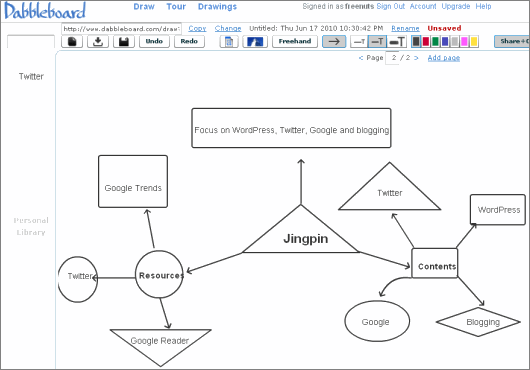 Dabbleboard
Draw Tour Drawings
Signed in as freenuts Sign Out Account Upgrade Help
http://www.dabbleboard.com/draw? Copy Change Untitled: Thu Jun 17 2010 10:38:42 PM Rename Unsaved
Undo Redo Freehand T T T Share+C
< Page 2 / 2 > Add page
Twitter
Personal
Library
Focus on WordPress, Twitter, Google and blogging
Google Trends
Twitter
WordPress
Jingpin
Twitter
Resources
Contents
Google
Blogging
Google Reader